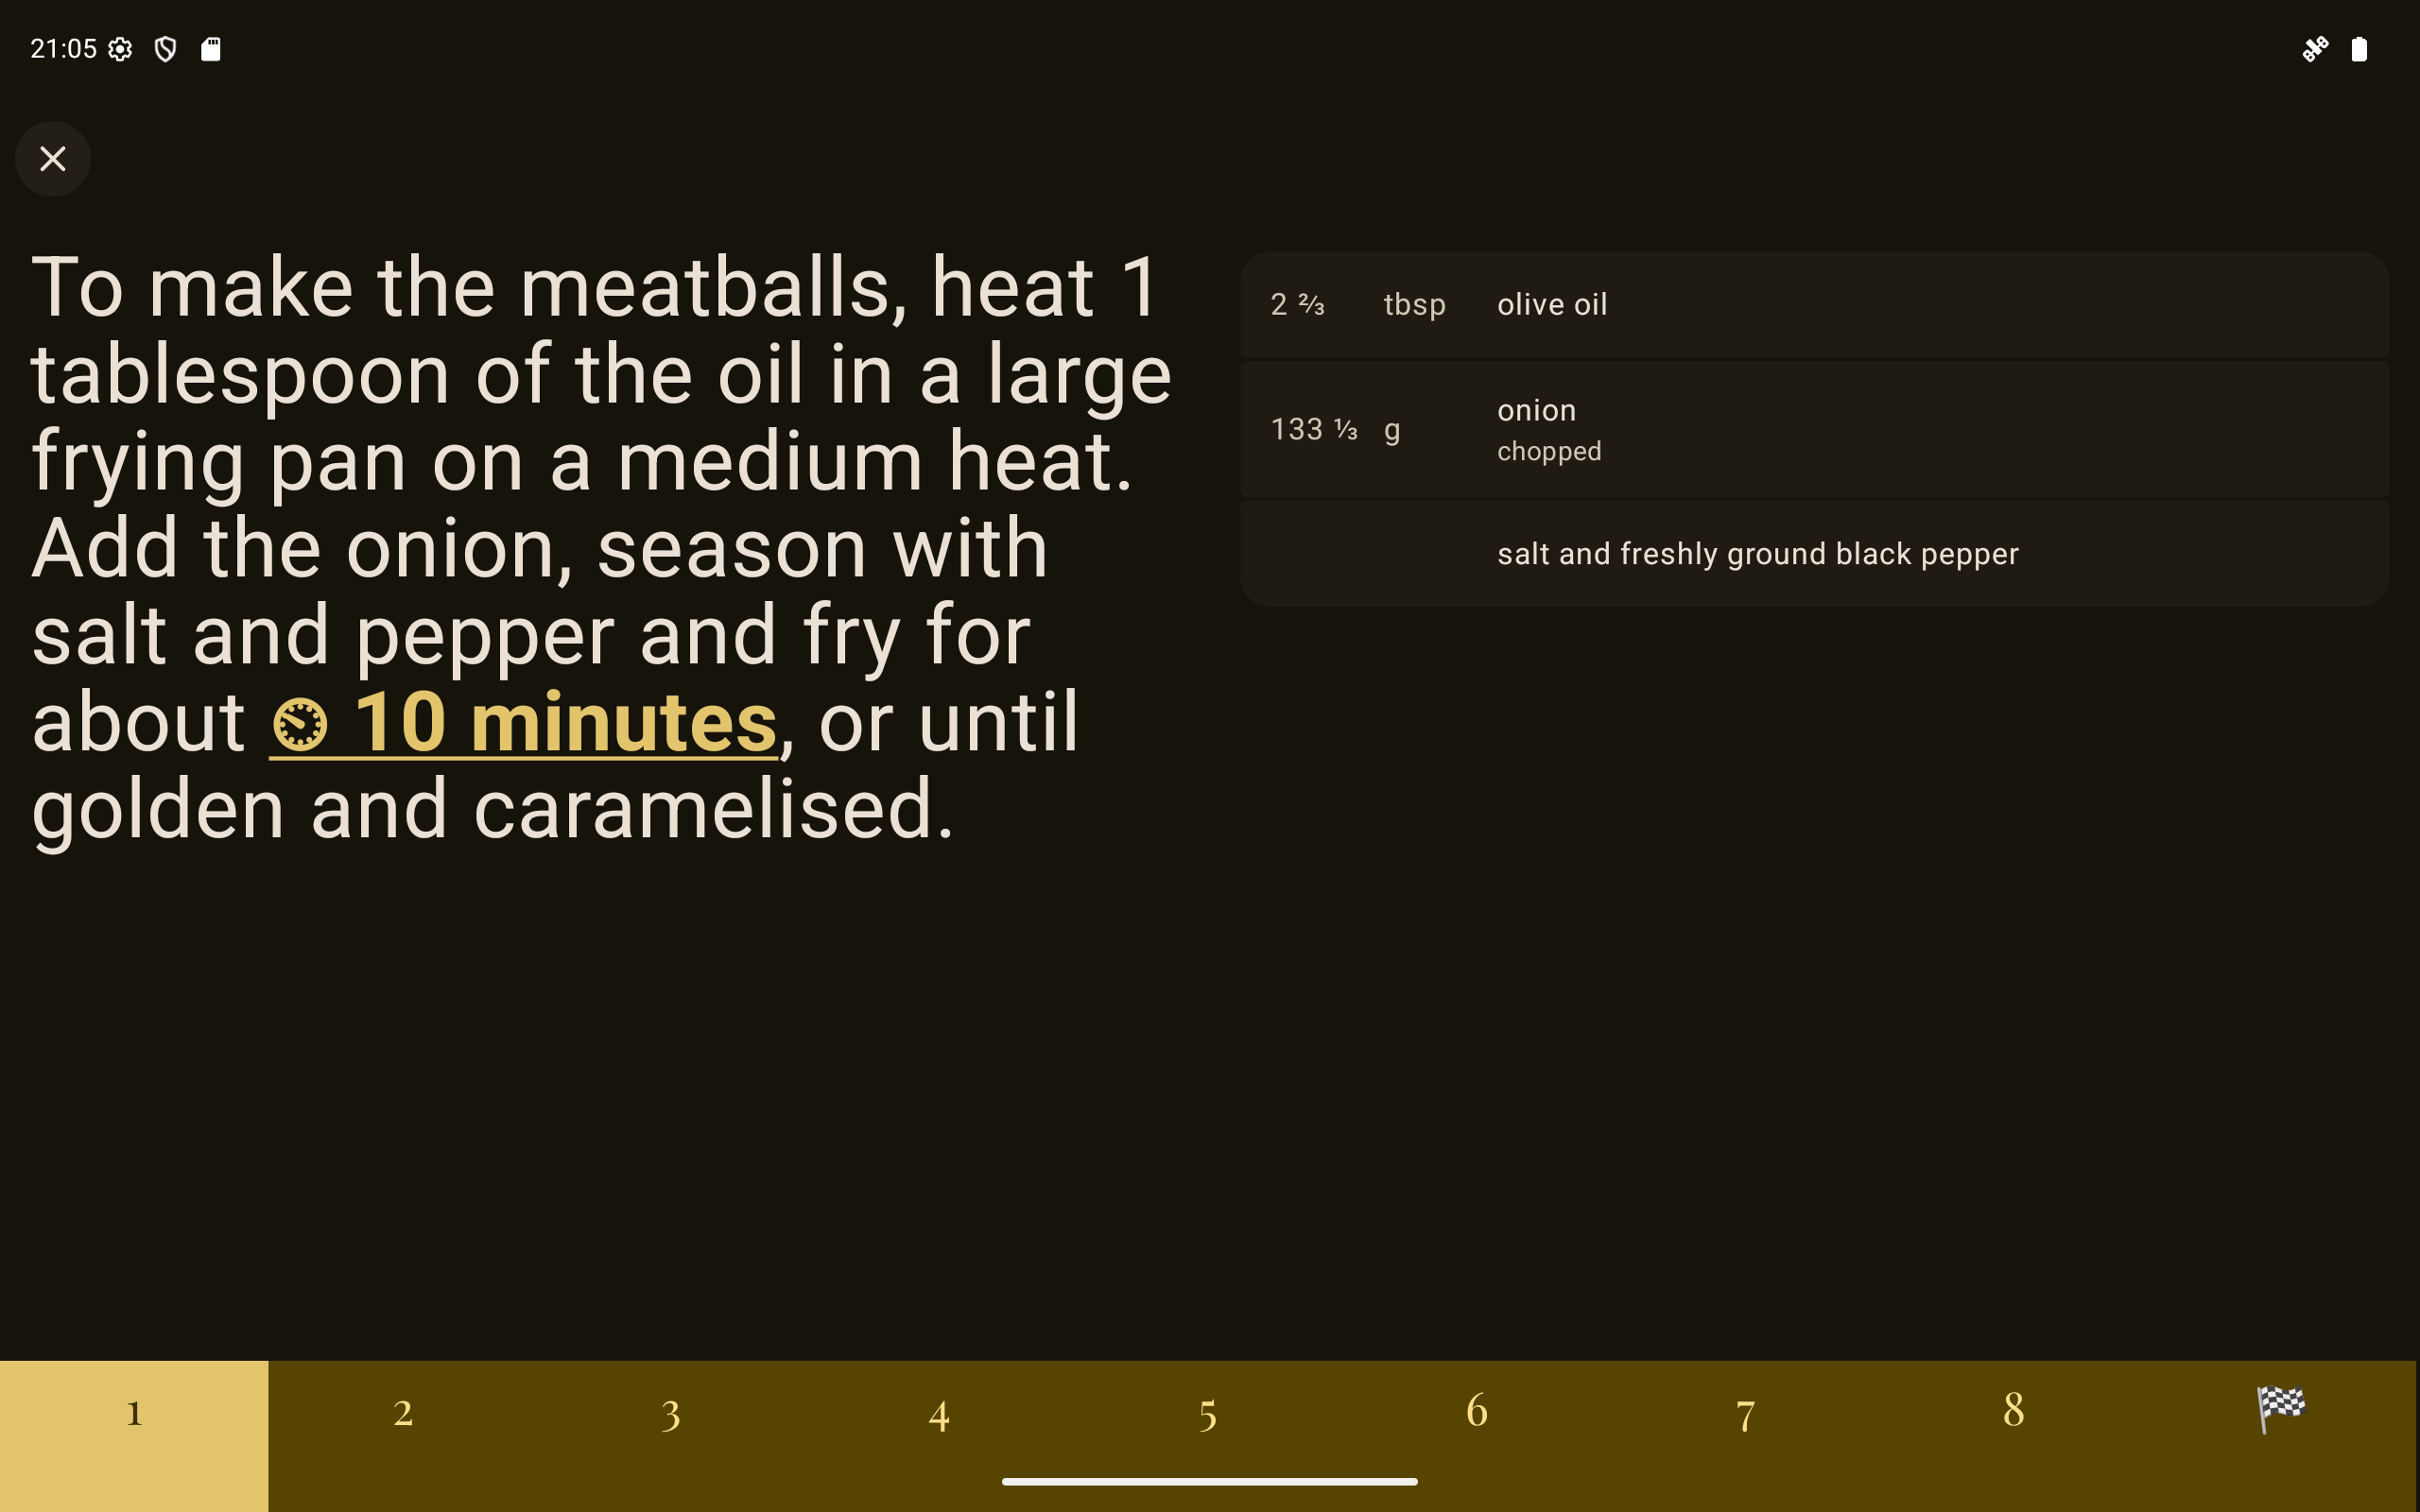 21:05
To make the meatballs, heat 1
tablespoon of the oil in a large
frying pan on a medium heat.
Add the onion, season with
salt and pepper and fry for
about 10 minutes, or until
golden and caramelised.
2 ⅔ tbsp olive oil
133 ⅓ g onion
chopped
salt and freshly ground black pepper
1 2 3 4 5 6 7 8